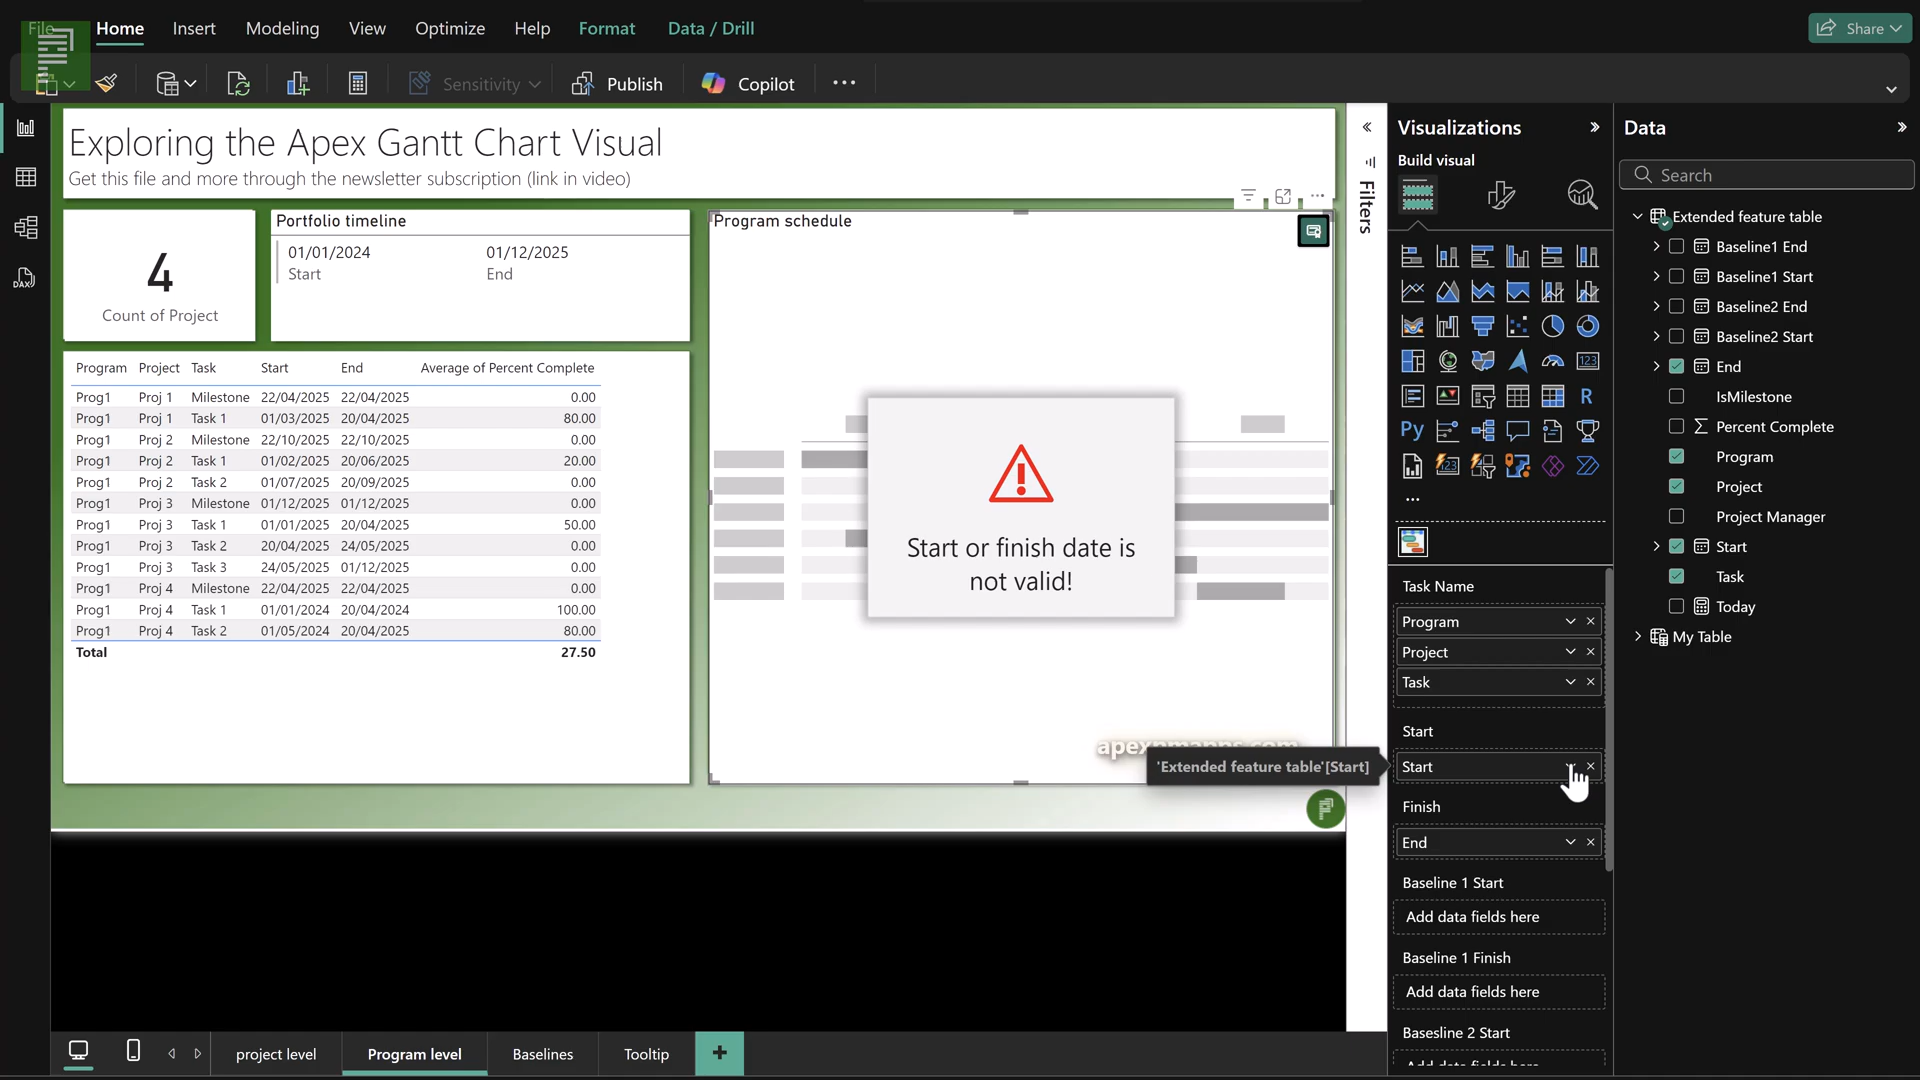 File
Home
Insert
Modeling
View
Optimize
Help
Format
Data / Drill
Share
Sensitivity
Publish
Copilot
Exploring the Apex Gantt Chart Visual
Get this file and more through the newsletter subscription (link in video)
4
Count of Project
Portfolio timeline
01/01/2024
01/12/2025
Start
End
Program Project Task Start End Average of Percent Complete
Prog1 Proj 1 Milestone 22/04/2025 22/04/2025 0.00
Prog1 Proj 1 Task 1 01/03/2025 20/04/2025 80.00
Prog1 Proj 2 Milestone 22/10/2025 22/10/2025 0.00
Prog1 Proj 2 Task 1 01/02/2025 20/06/2025 20.00
Prog1 Proj 2 Task 2 01/07/2025 20/09/2025 0.00
Prog1 Proj 3 Milestone 01/12/2025 01/12/2025 0.00
Prog1 Proj 3 Task 1 01/01/2025 20/04/2025 50.00
Prog1 Proj 3 Task 2 20/04/2025 24/05/2025 0.00
Prog1 Proj 3 Task 3 24/05/2025 01/12/2025 0.00
Prog1 Proj 4 Milestone 22/04/2025 22/04/2025 0.00
Prog1 Proj 4 Task 1 01/01/2024 20/04/2024 100.00
Prog1 Proj 4 Task 2 01/05/2024 20/04/2025 80.00
Total 27.50
Program schedule
Start or finish date is
not valid!
'Extended feature table'[Start]
Filters
Visualizations
Build visual
R
Py
123
Task Name
Program
Project
Task
Start
Start
Finish
End
Baseline 1 Start
Add data fields here
Baseline 1 Finish
Add data fields here
Basesline 2 Start
Add data fields here
Data
Search
Extended feature table
Baseline1 End
Baseline1 Start
Baseline2 End
Baseline2 Start
End
IsMilestone
Percent Complete
Program
Project
Project Manager
Start
Task
Today
My Table
DAX
project level
Program level
Baselines
Tooltip